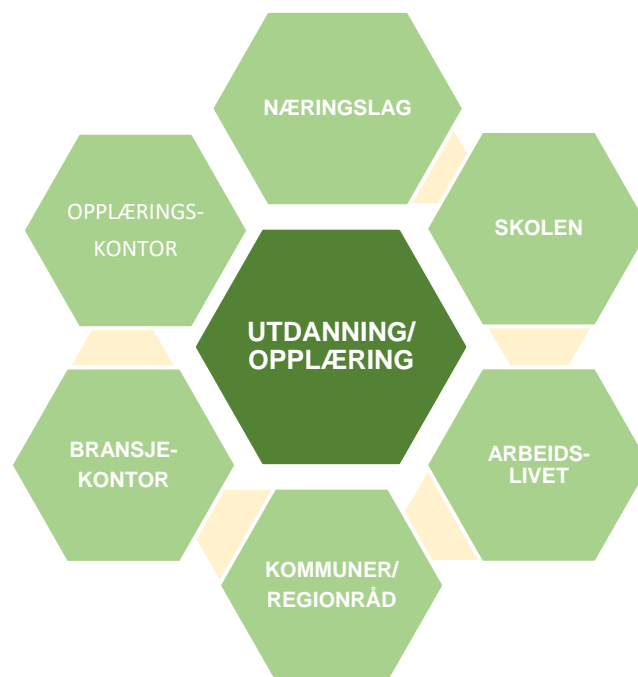 NÆRINGSLAG
OPPLÆRINGS-
KONTOR
SKOLEN
UTDANNING/
OPPLÆRING
BRANSJE-
KONTOR
ARBEIDS-
LIVET
KOMMUNER/
REGIONRÅD